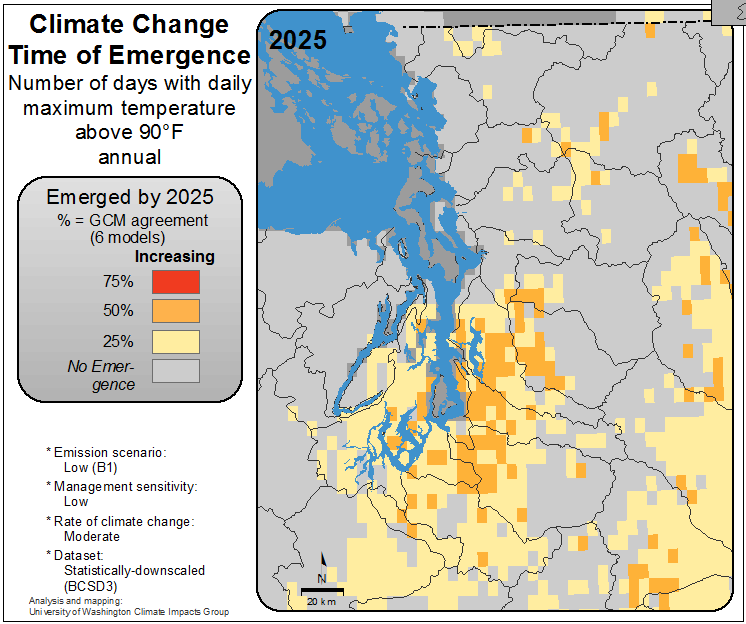 Climate Change
Time of Emergence
Number of days with daily
maximum temperature
above 90°F
annual
Emerged by 2025
% = GCM agreement
(6 models)
Increasing
75%
50%
25%
No Emer-
gence
* Emission scenario:
Low (B1)
* Management sensitivity:
Low
* Rate of climate change:
Moderate
* Dataset:
Statistically-downscaled
(BCSD3)
Analysis and mapping:
University of Washington Climate Impacts Group
2025
N
20 km